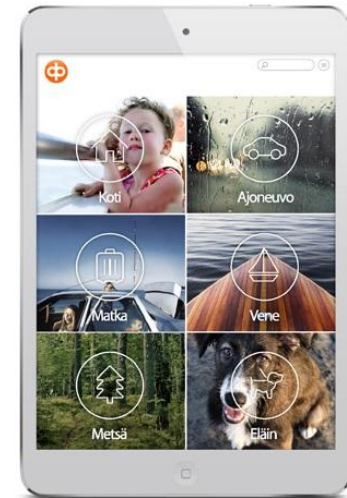 Koti
Ajoneuvo
Matka
Vene
Metsä
Eläin